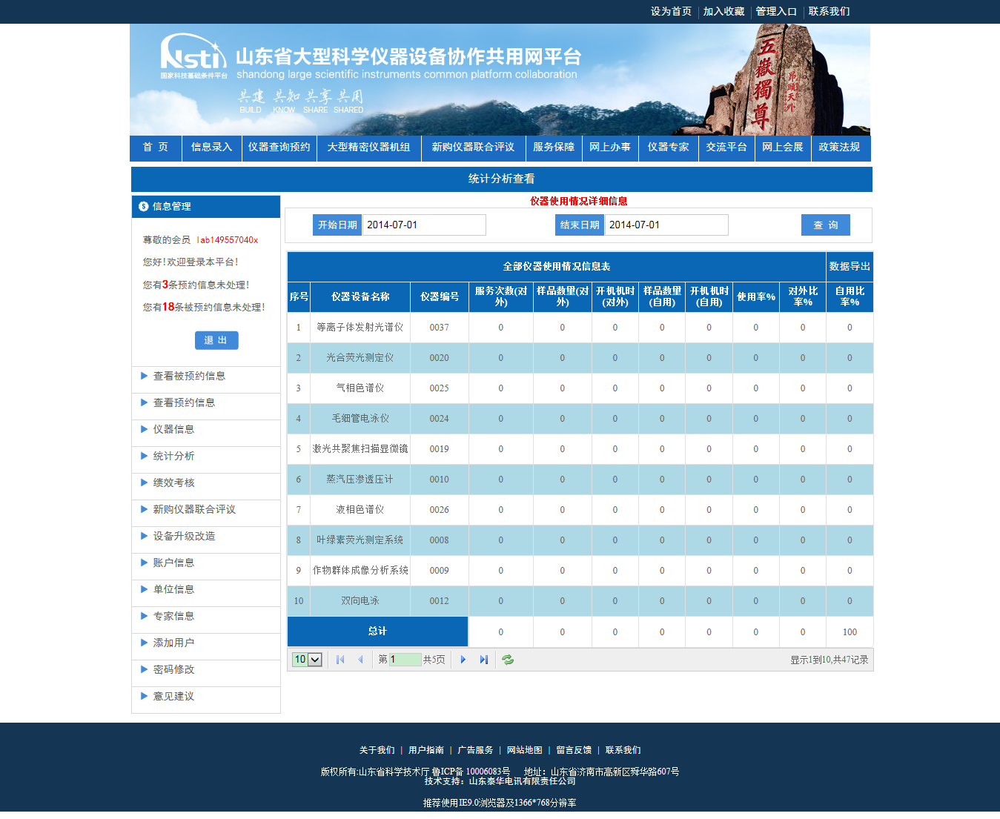 设为首页 加入收藏 管理入口 联系我们
Nsti
国家科技基础条件平台
山东省大型科学仪器设备协作共用网平台
shandong large scientific instruments common platform collaboration
共建 共知 共享 共用
BUILD KNOW SHARE SHARED
五嶽獨尊
昂頭天外
首 页 信息录入 仪器查询预约 大型精密仪器机组 新购仪器联合评议 服务保障 网上办事 仪器专家 交流平台 网上会展 政策法规
统计分析查看
信息管理
尊敬的会员 lab149557040x
您好!欢迎登录本平台!
您有3条预约信息未处理!
您有18条被预约信息未处理!
退 出
查看被预约信息
查看预约信息
仪器信息
统计分析
绩效考核
新购仪器联合评议
设备升级改造
账户信息
单位信息
专家信息
添加用户
密码修改
意见建议
仪器使用情况详细信息
开始日期 2014-07-01 结束日期 2014-07-01 查 询
全部仪器使用情况信息表 数据导出
序号 仪器设备名称 仪器编号 服务次数(对外) 样品数量(对外) 开机机时(对外) 样品数量(自用) 开机机时(自用) 使用率% 对外比率% 自用比率%
1 等离子体发射光谱仪 0037 0 0 0 0 0 0 0 0
2 光合荧光测定仪 0020 0 0 0 0 0 0 0 0
3 气相色谱仪 0025 0 0 0 0 0 0 0 0
4 毛细管电泳仪 0024 0 0 0 0 0 0 0 0
5 激光共聚焦扫描显微镜 0019 0 0 0 0 0 0 0 0
6 蒸汽压渗透压计 0010 0 0 0 0 0 0 0 0
7 液相色谱仪 0026 0 0 0 0 0 0 0 0
8 叶绿素荧光测定系统 0008 0 0 0 0 0 0 0 0
9 作物群体成像分析系统 0009 0 0 0 0 0 0 0 0
10 双向电泳 0012 0 0 0 0 0 0 0 0
总计 0 0 0 0 0 0 0 100
10 第 1 共5页 显示1到10,共47记录
关于我们 | 用户指南 | 广告服务 | 网站地图 | 留言反馈 | 联系我们
版权所有:山东省科学技术厅 鲁ICP备 10006083号 地址：山东省济南市高新区舜华路607号
技术支持：山东泰华电讯有限责任公司
推荐使用IE9.0浏览器及1366*768分辨率